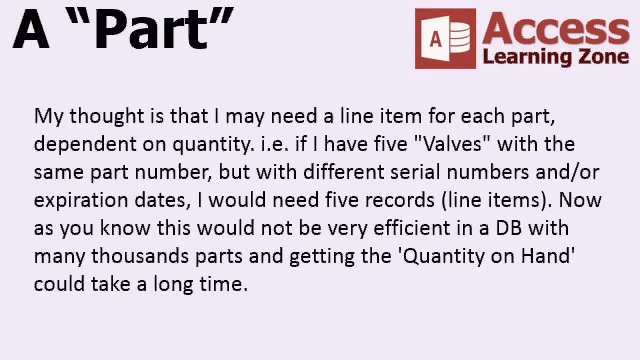 A “Part”
A
Access
Learning Zone
My thought is that I may need a line item for each part,
dependent on quantity. i.e. if I have five "Valves" with the
same part number, but with different serial numbers and/or
expiration dates, I would need five records (line items). Now
as you know this would not be very efficient in a DB with
many thousands parts and getting the 'Quantity on Hand'
could take a long time.